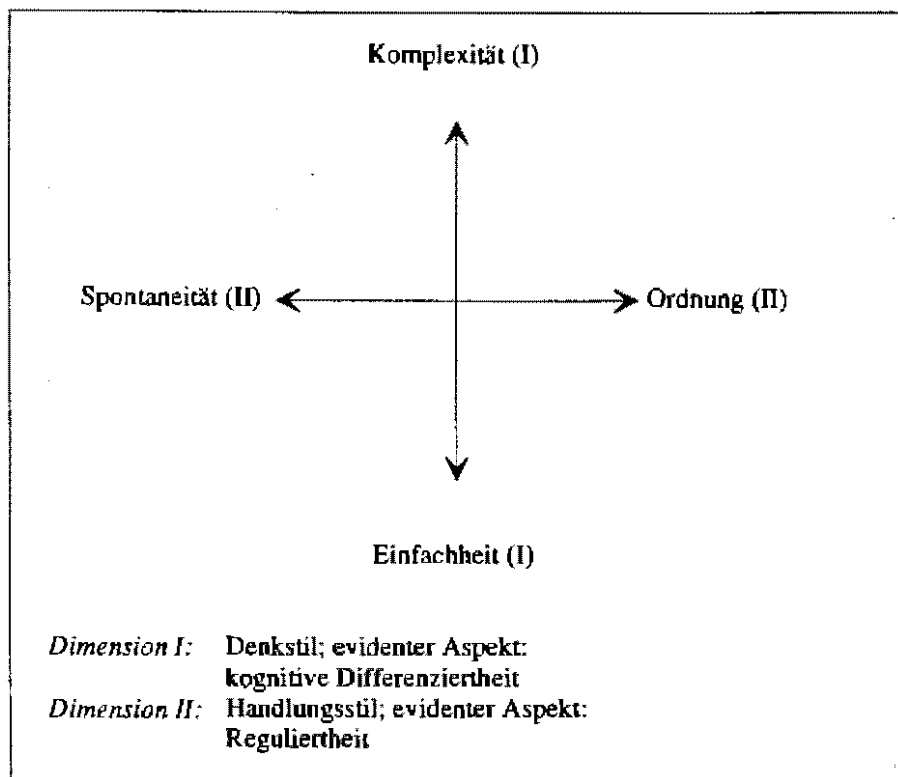 Komplexität (I)
Spontaneität (II)
Ordnung (II)
Einfachheit (I)
Dimension I: Denkstil; evidenter Aspekt:
kognitive Differenziertheit
Dimension II: Handlungsstil; evidenter Aspekt:
Reguliertheit